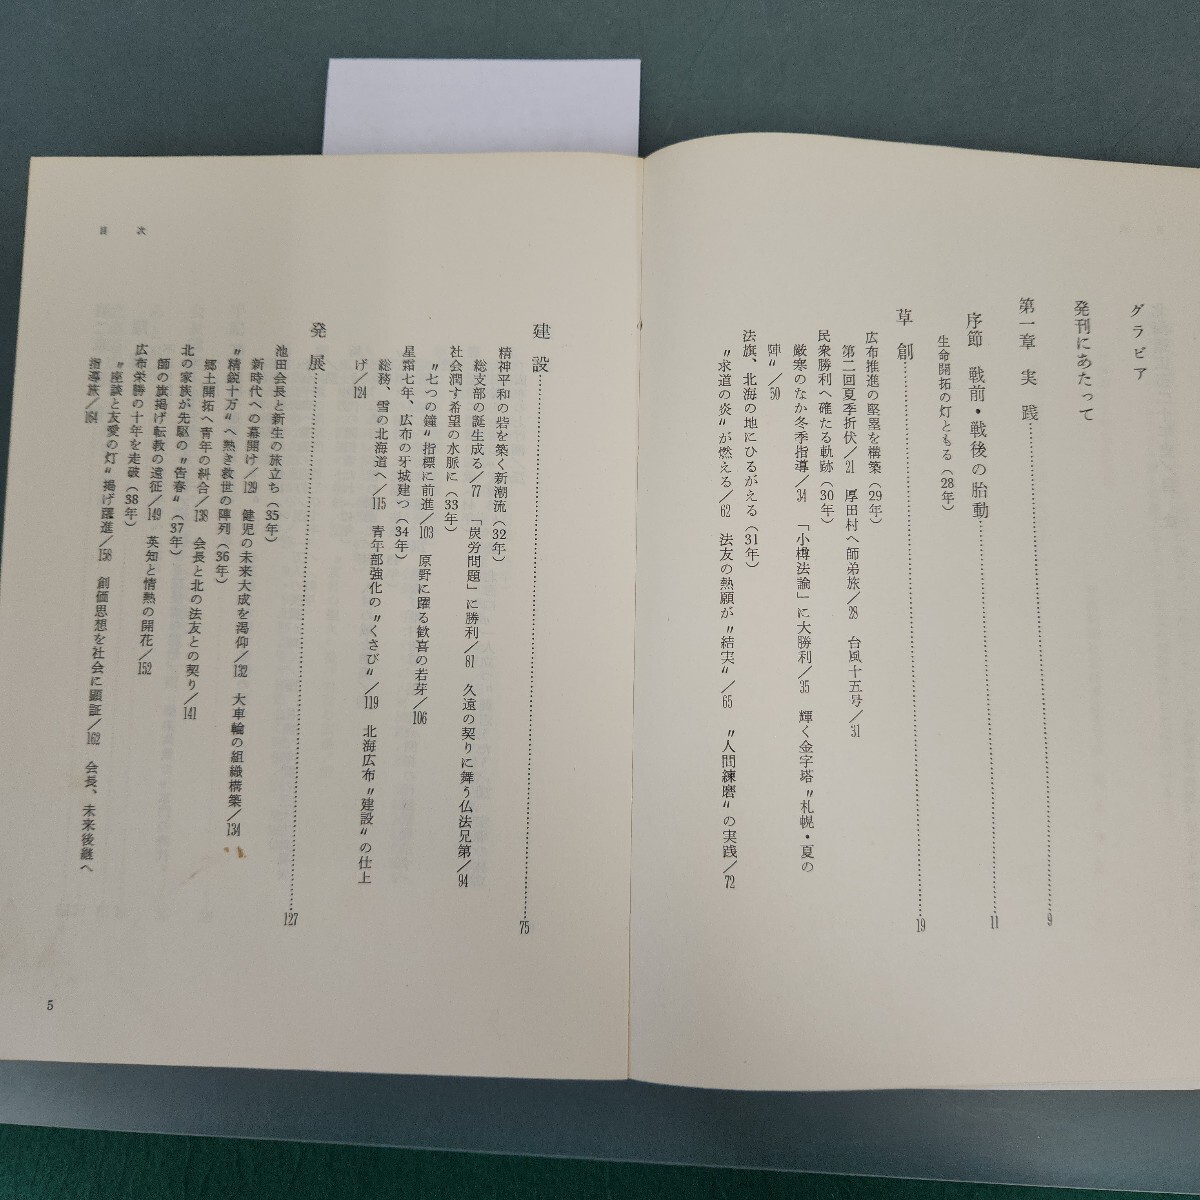 グラビア
発刊にあたって
第一章　実　践……………………9
序節　戦前・戦後の胎動……………………11
生命開拓の灯ともる（28年）
草　創……………………19
広布推進の堅塁を構築（29年）
第二回夏季折伏／21　厚田村へ師弟旅／28　台風十五号／31
民衆勝利へ確たる軌跡（30年）
厳寒のなか冬季指導／34　「小樽法論」に大勝利／35　輝く金字塔〝札幌・夏の
陣〟／50
法旗、北海の地にひるがえる（31年）
〝求道の炎〟が燃える／62　法友の熱願が〝結実〟／65　〝人間練磨〟の実践／72
建　設……………………75
精神平和の砦を築く新潮流（32年）
総支部の誕生成る／77　「炭労問題」に勝利／81　久遠の契りに舞う仏法兄弟／94
社会潤す希望の水脈に（33年）
〝七つの鐘〟指標に前進／103　原野に躍る歓喜の若芽／106
星霜七年、広布の牙城建つ（34年）
総務、雪の北海道へ／115　青年部強化の〝くさび〟／119　北海広布〝建設〟の仕上
げ／124
発　展……………………127
池田会長と新生の旅立ち（35年）
新時代への幕開け／129　健児の未来大成を渇仰／132　大車輪の組織構築／134
〝精鋭十万〟へ熱き救世の陣列（36年）
郷土開拓へ青年の糾合／138　会長と北の法友との契り／141
北の家族が先駆の〝告春〟（37年）
師の旗掲げ転教の遠征／149　英知と情熱の開花／152
広布栄勝の十年を走破（38年）
〝座談と友愛の灯〟掲げ躍進／156　創価思想を社会に顕証／162　会長、未来後継へ
指導旅／164
目　次
5